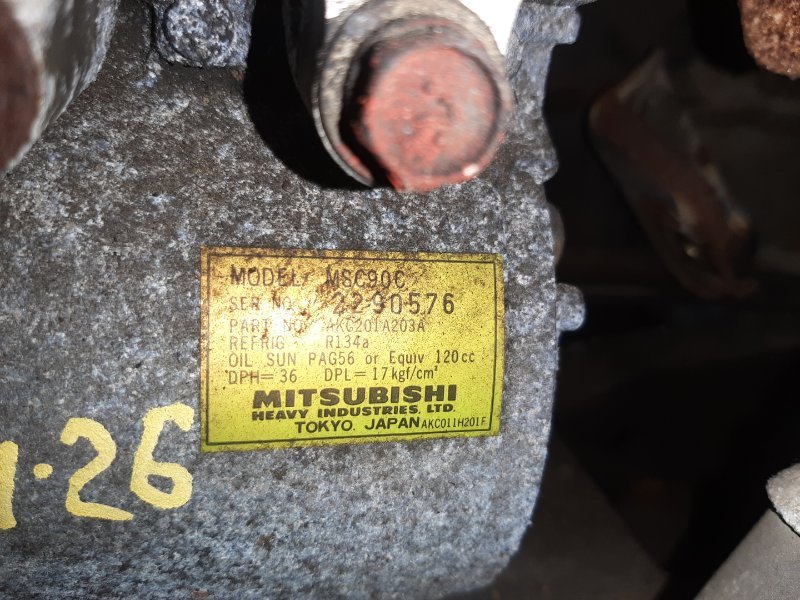 MODEL MSC90C
SER NO. 2290576
PART NO. AKC201A203A
REFRIG R134a
OIL SUN PAG56 or Equiv 120cc
DPH=36 DPL=17kgf/cm²
MITSUBISHI
HEAVY INDUSTRIES, LTD.
TOKYO. JAPAN AKC011H201F
1.26